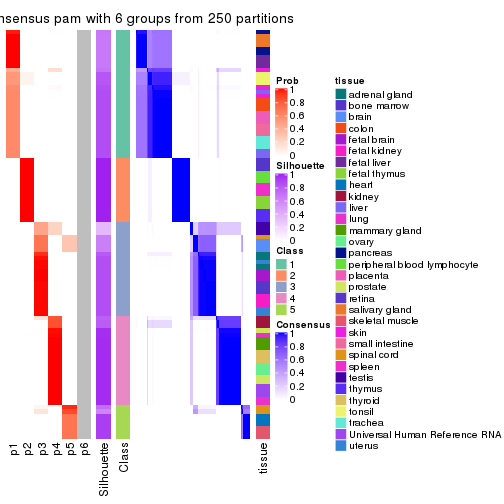 nsensus pam with 6 groups from 250 partitions
Prob
1
0.8
0.6
0.4
0.2
0
Silhouette
1
0.8
0.6
0.4
0.2
0
Class
1
2
3
4
5
Consensus
1
0.8
0.6
0.4
0.2
0
tissue
adrenal gland
bone marrow
brain
colon
fetal brain
fetal kidney
fetal liver
fetal thymus
heart
kidney
liver
lung
mammary gland
ovary
pancreas
peripheral blood lymphocyte
placenta
prostate
retina
salivary gland
skeletal muscle
skin
small intestine
spinal cord
spleen
testis
thymus
thyroid
tonsil
trachea
Universal Human Reference RNA
uterus
p1
p2
p3
p4
p5
p6
Silhouette
Class
tissue